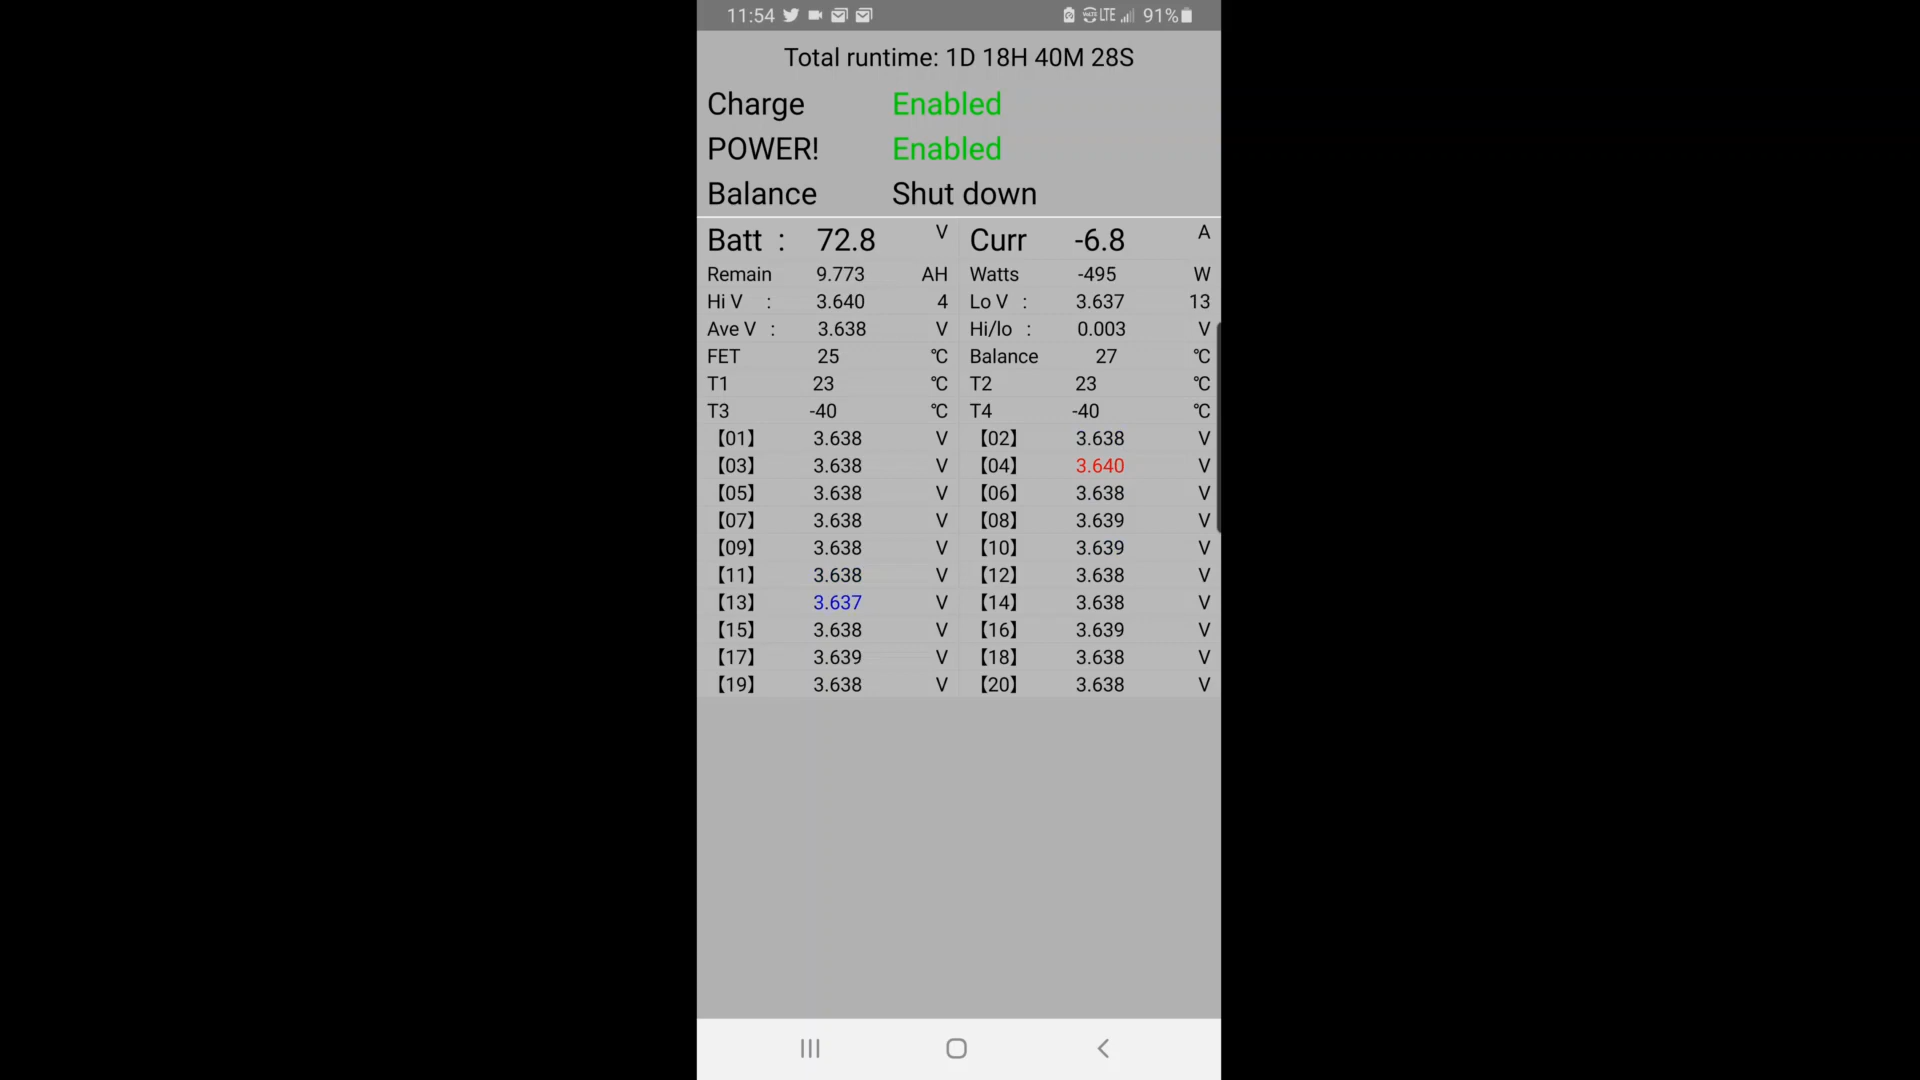 11:54 LTE 91%
Total runtime: 1D 18H 40M 28S
Charge Enabled
POWER! Enabled
Balance Shut down
Batt : 72.8 V Curr -6.8 A
Remain 9.773 AH Watts -495 W
Hi V : 3.640 4 Lo V : 3.637 13
Ave V : 3.638 V Hi/lo : 0.003 V
FET 25 ℃ Balance 27 ℃
T1 23 ℃ T2 23 ℃
T3 -40 ℃ T4 -40 ℃
【01】 3.638 V 【02】 3.638 V
【03】 3.638 V 【04】 3.640 V
【05】 3.638 V 【06】 3.638 V
【07】 3.638 V 【08】 3.639 V
【09】 3.638 V 【10】 3.639 V
【11】 3.638 V 【12】 3.638 V
【13】 3.637 V 【14】 3.638 V
【15】 3.638 V 【16】 3.639 V
【17】 3.639 V 【18】 3.638 V
【19】 3.638 V 【20】 3.638 V